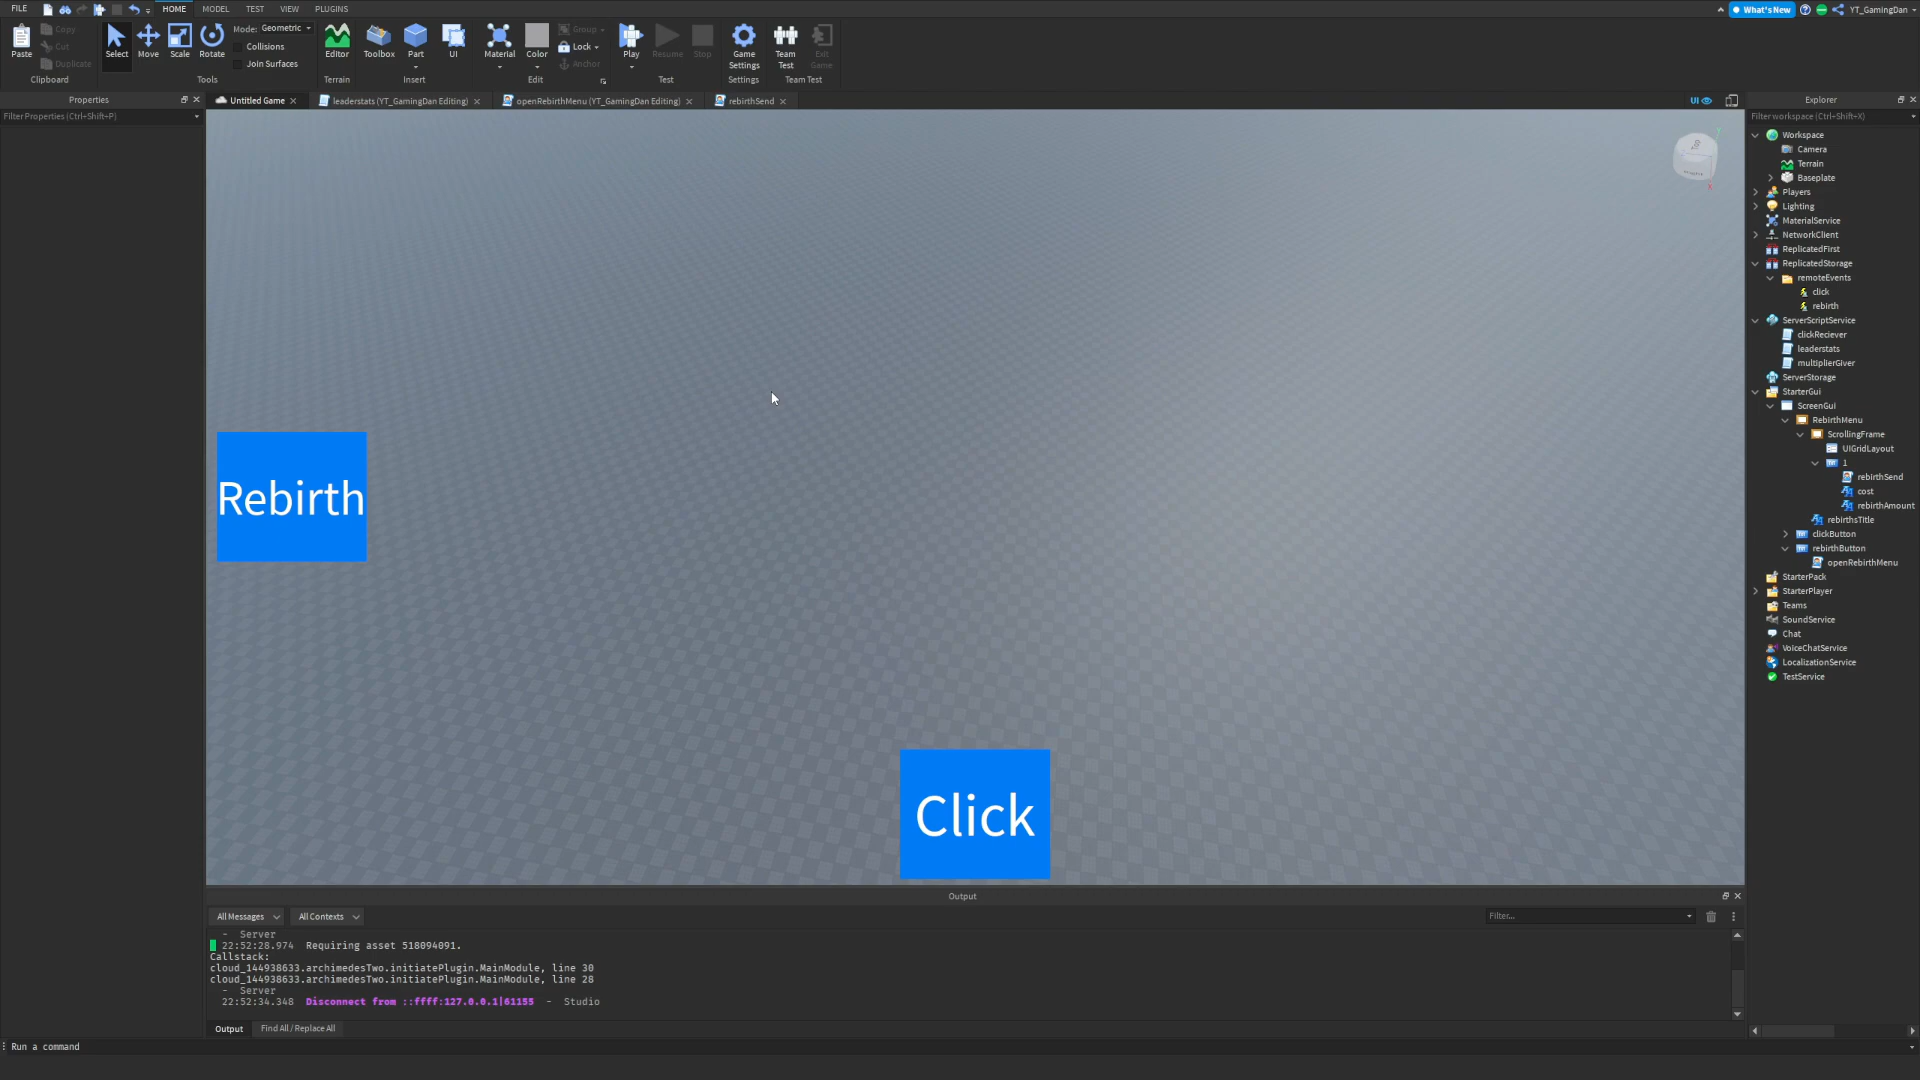 FILE HOME MODEL TEST VIEW PLUGINS What's New YT_GamingDan
Paste Copy Cut Duplicate Select Move Scale Rotate Mode: Geometric Collisions Join Surfaces Editor Toolbox Part UI Material Color Group Lock Anchor Play Resume Stop Game Settings Team Test Exit Game
Clipboard Tools Terrain Insert Edit Test Settings Team Test
Properties Untitled Game leaderstats (YT_GamingDan Editing) openRebirthMenu (YT_GamingDan Editing) rebirthSend UI Explorer
Filter Properties (Ctrl+Shift+P)
Filter workspace (Ctrl+Shift+X)
Workspace
Camera
Terrain
Baseplate
Players
Lighting
MaterialService
NetworkClient
ReplicatedFirst
ReplicatedStorage
remoteEvents
click
rebirth
ServerScriptService
clickReciever
leaderstats
multiplierGiver
ServerStorage
StarterGui
ScreenGui
RebirthMenu
ScrollingFrame
UIGridLayout
1
rebirthSend
cost
rebirthAmount
rebirthsTitle
clickButton
rebirthButton
openRebirthMenu
StarterPack
StarterPlayer
Teams
SoundService
Chat
VoiceChatService
LocalizationService
TestService
Rebirth
Click
Output
All Messages All Contexts Filter...
- Server
22:52:28.974 Requiring asset 518094091.
Callstack:
cloud_144938633.archimedesTwo.initiatePlugin.MainModule, line 30
cloud_144938633.archimedesTwo.initiatePlugin.MainModule, line 28
- Server
22:52:34.348 Disconnect from ::ffff:127.0.0.1|61155 - Studio
Output Find All / Replace All
Run a command